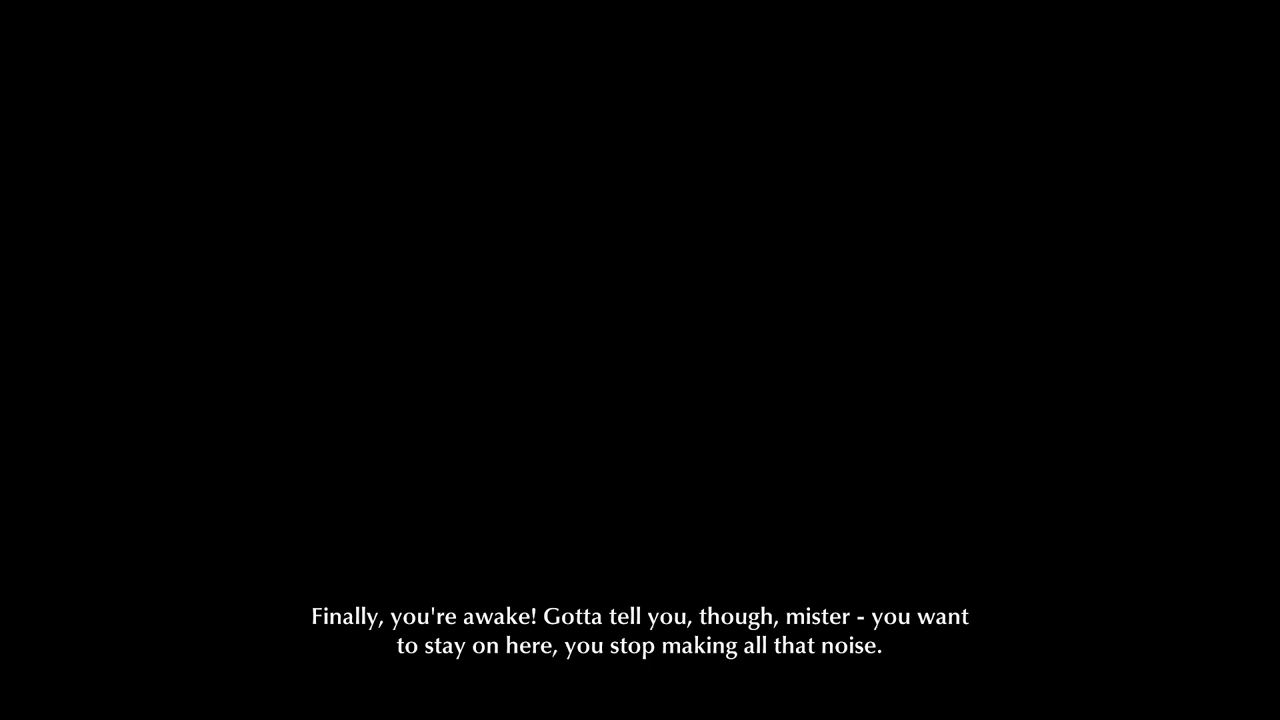 Finally, you're awake! Gotta tell you, though, mister - you want
to stay on here, you stop making all that noise.